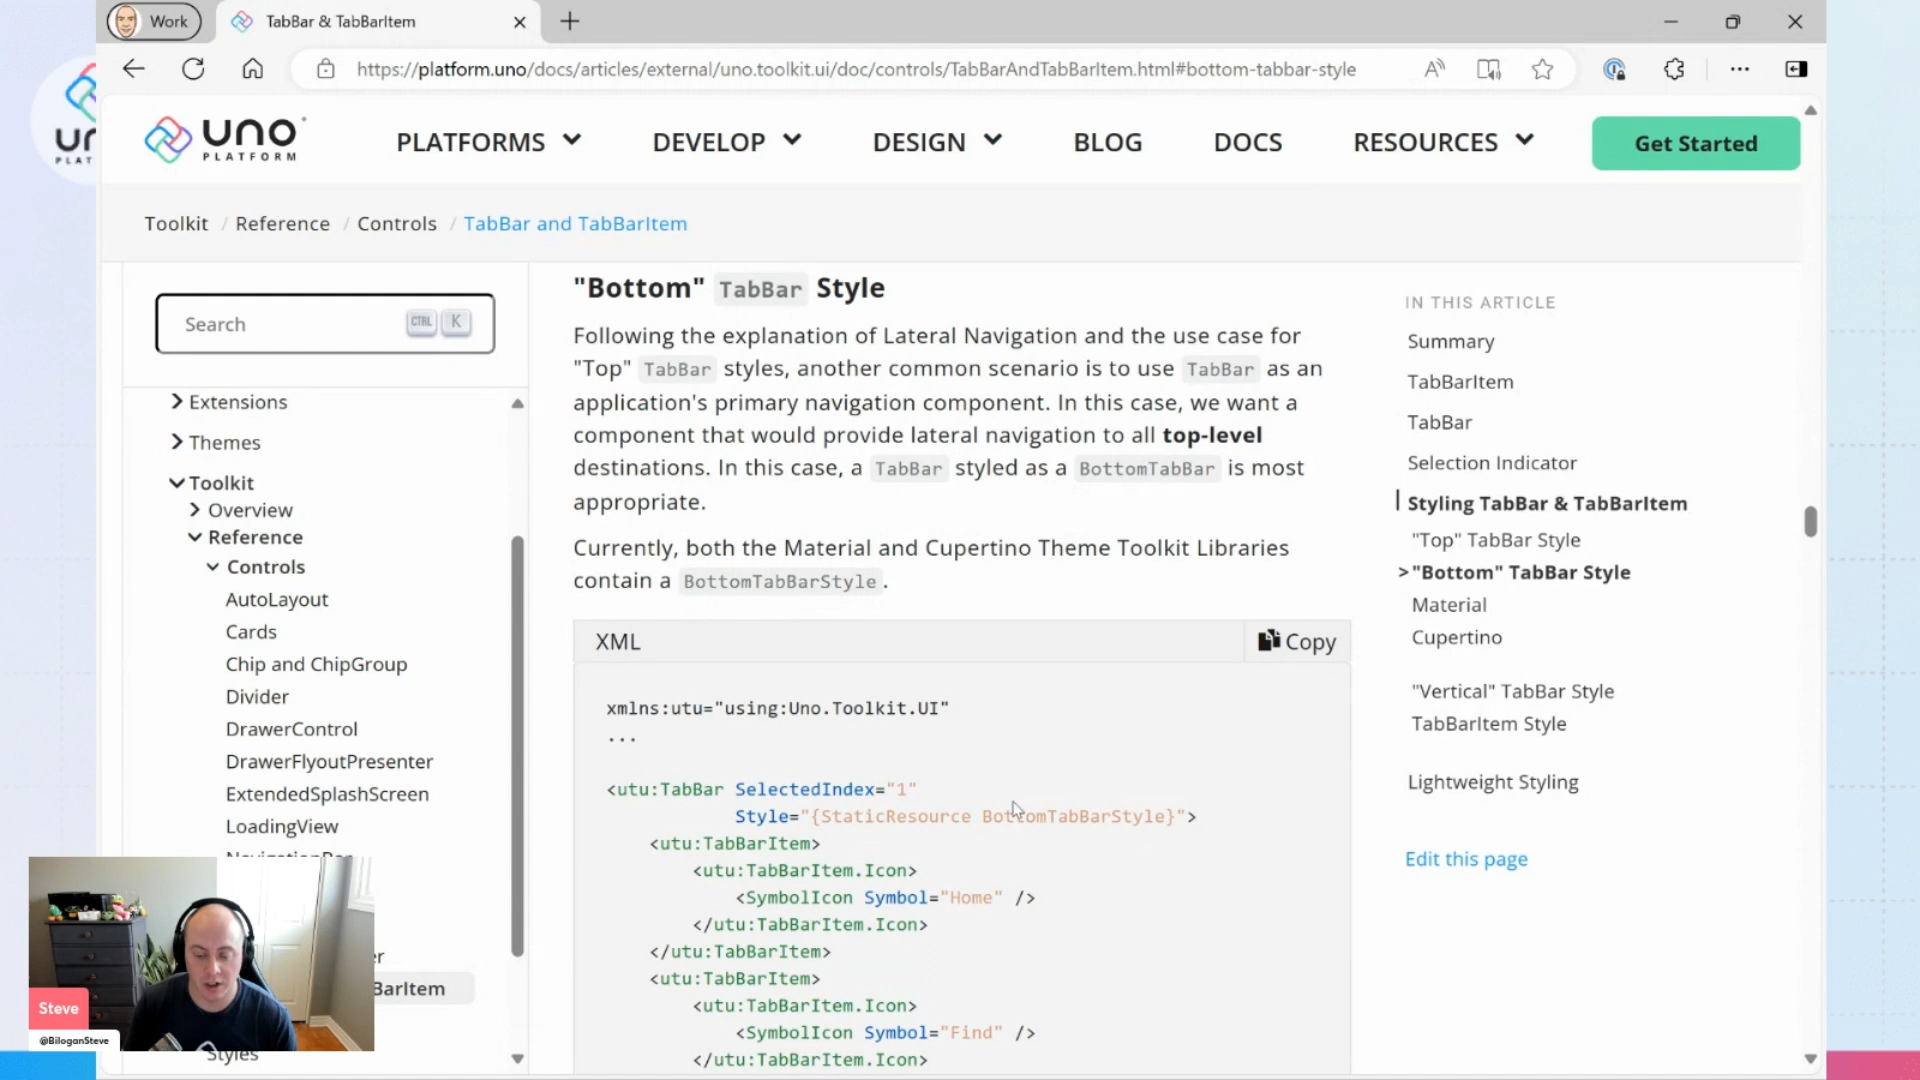 Work
TabBar & TabBarItem
https://platform.uno/docs/articles/external/uno.toolkit.ui/doc/controls/TabBarAndTabBarItem.html#bottom-tabbar-style
UNO
PLATFORM
PLATFORMS
DEVELOP
DESIGN
BLOG
DOCS
RESOURCES
Get Started
Toolkit / Reference / Controls / TabBar and TabBarItem
Search
CTRL K
Extensions
Themes
Toolkit
Overview
Reference
Controls
AutoLayout
Cards
Chip and ChipGroup
Divider
DrawerControl
DrawerFlyoutPresenter
ExtendedSplashScreen
LoadingView
er
BarItem
Styles
"Bottom" TabBar Style
Following the explanation of Lateral Navigation and the use case for
"Top" TabBar styles, another common scenario is to use TabBar as an
application's primary navigation component. In this case, we want a
component that would provide lateral navigation to all top-level
destinations. In this case, a TabBar styled as a BottomTabBar is most
appropriate.
Currently, both the Material and Cupertino Theme Toolkit Libraries
contain a BottomTabBarStyle.
XML
Copy
xmlns:utu="using:Uno.Toolkit.UI"
...
<utu:TabBar SelectedIndex="1"
Style="{StaticResource BottomTabBarStyle}">
<utu:TabBarItem>
<utu:TabBarItem.Icon>
<SymbolIcon Symbol="Home" />
</utu:TabBarItem.Icon>
</utu:TabBarItem>
<utu:TabBarItem>
<utu:TabBarItem.Icon>
<SymbolIcon Symbol="Find" />
</utu:TabBarItem.Icon>
IN THIS ARTICLE
Summary
TabBarItem
TabBar
Selection Indicator
Styling TabBar & TabBarItem
"Top" TabBar Style
>"Bottom" TabBar Style
Material
Cupertino
"Vertical" TabBar Style
TabBarItem Style
Lightweight Styling
Edit this page
Steve
@BiloganSteve